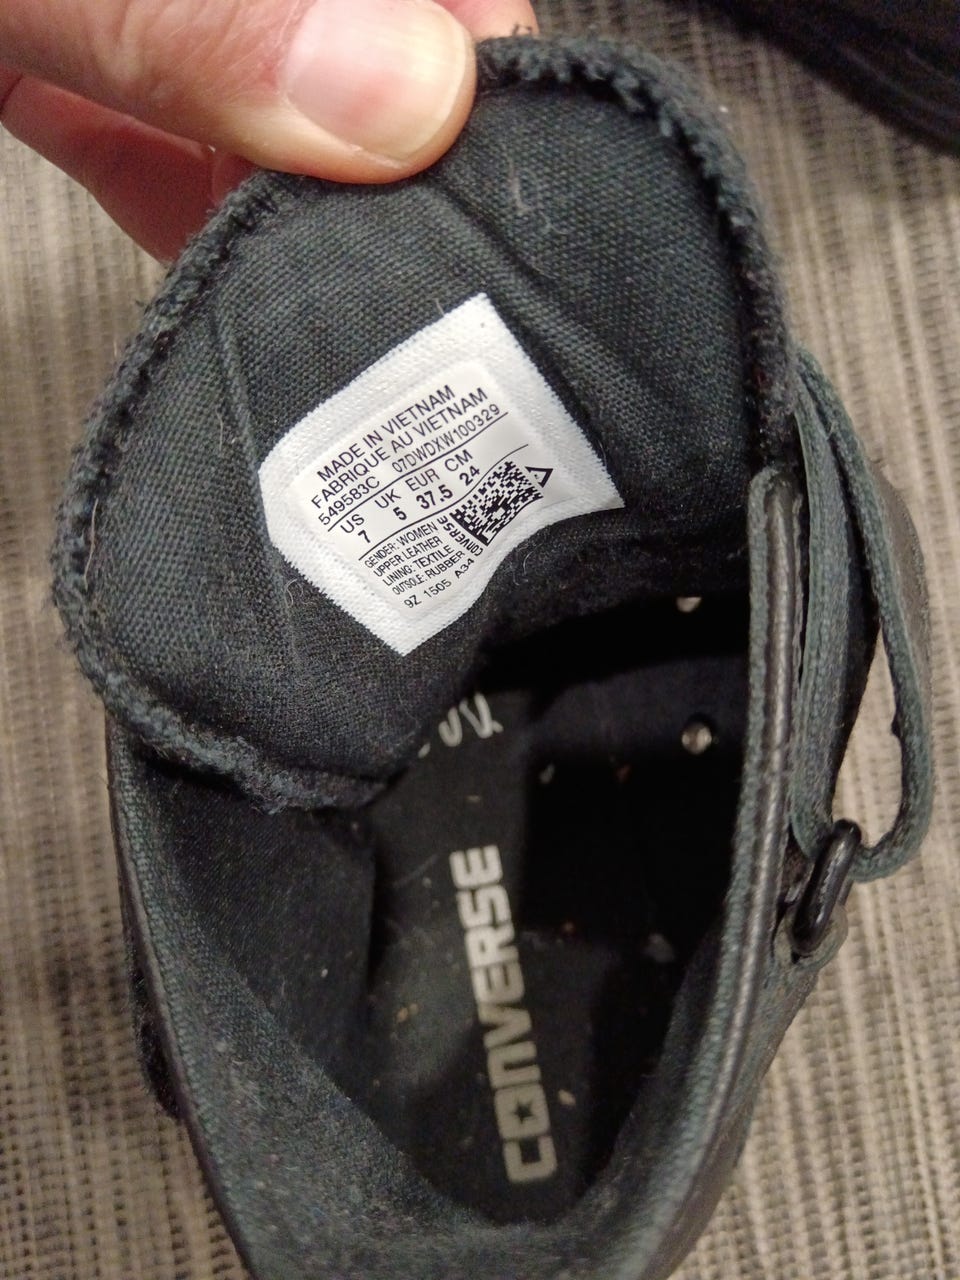 MADE IN VIETNAM
FABRIQUE AU VIETNAM
549583C 07DWDXW100329
US UK EUR CM
7 5 37.5 24
GENDER: WOMEN
UPPER LEATHER
LINING: TEXTILE
OUTSOLE: RUBBER
9Z 1505 A34
CONVERSE
CONVERSE